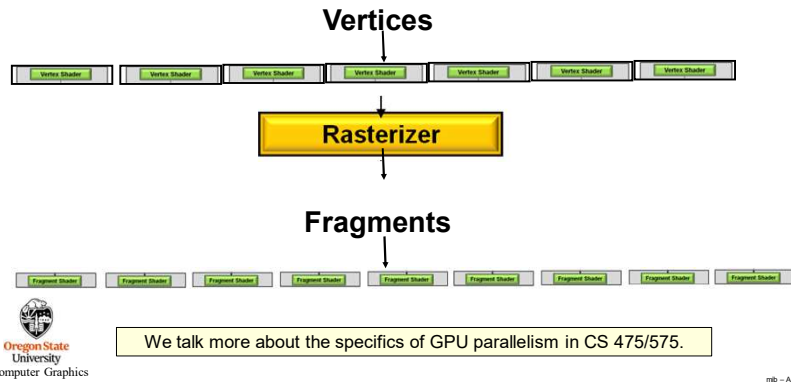 Vertices
Vertex Shader Vertex Shader Vertex Shader Vertex Shader Vertex Shader Vertex Shader Vertex Shader
Rasterizer
Fragments
Fragment Shader Fragment Shader Fragment Shader Fragment Shader Fragment Shader Fragment Shader Fragment Shader Fragment Shader Fragment Shader
We talk more about the specifics of GPU parallelism in CS 475/575.
Oregon State
University
omputer Graphics
mjb – A